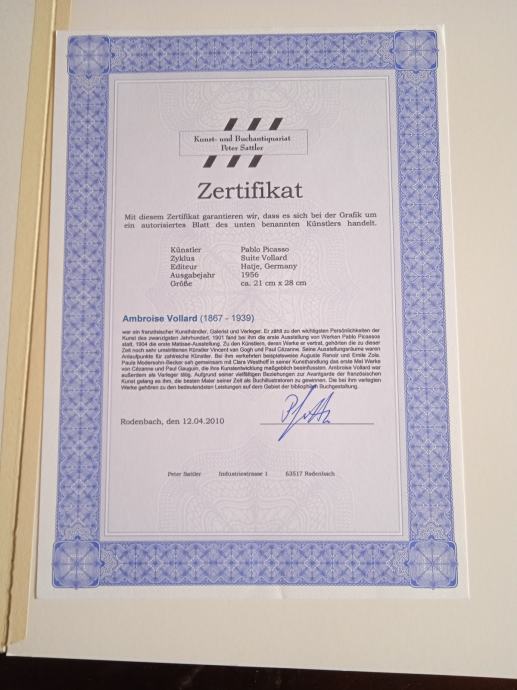 Kunst- und Buchantiquariat
Peter Sattler
Zertifikat
Mit diesem Zertifikat garantieren wir, dass es sich bei der Grafik um
ein autorisiertes Blatt des unten benannten Künstlers handelt.
Künstler Pablo Picasso
Zyklus Suite Vollard
Editeur Hatje, Germany
Ausgabejahr 1956
Größe ca. 21 cm x 28 cm
Ambroise Vollard (1867 - 1939)
war ein französischer Kunsthändler, Galerist und Verleger. Er zählt zu den wichtigsten Persönlichkeiten der
Kunst des zwanzigsten Jahrhundert. 1901 fand bei ihm die erste Ausstellung von Werken Pablo Picassos
statt, 1904 die erste Matisse-Ausstellung. Zu den Künstlern, deren Werke er vertrat, gehörten die zu dieser
Zeit noch sehr umstrittenen Künstler Vincent van Gogh und Paul Cézanne. Seine Ausstellungsräume waren
Anlaufpunkte für zahlreiche Künstler. Bei ihm verkehrten beispielsweise Auguste Renoir und Emile Zola.
Paula Modersohn-Becker sah gemeinsam mit Clara Westhoff in seiner Kunsthandlung das erste Mal Werke
von Cézanne und Paul Gauguin, die ihre Kunstentwicklung maßgeblich beeinflussten. Ambroise Vollard war
außerdem als Verleger tätig. Aufgrund seiner vielfältigen Beziehungen zur Avantgarde der französischen
Kunst gelang es ihm, die besten Maler seiner Zeit als Buchillustratoren zu gewinnen. Die bei ihm verlegten
Werke gehören zu den bedeutendsten Leistungen auf dem Gebiet der bibliophilen Buchgestaltung.
Rodenbach, den 12.04.2010
Peter Sattler Industriestrasse 1 63517 Rodenbach